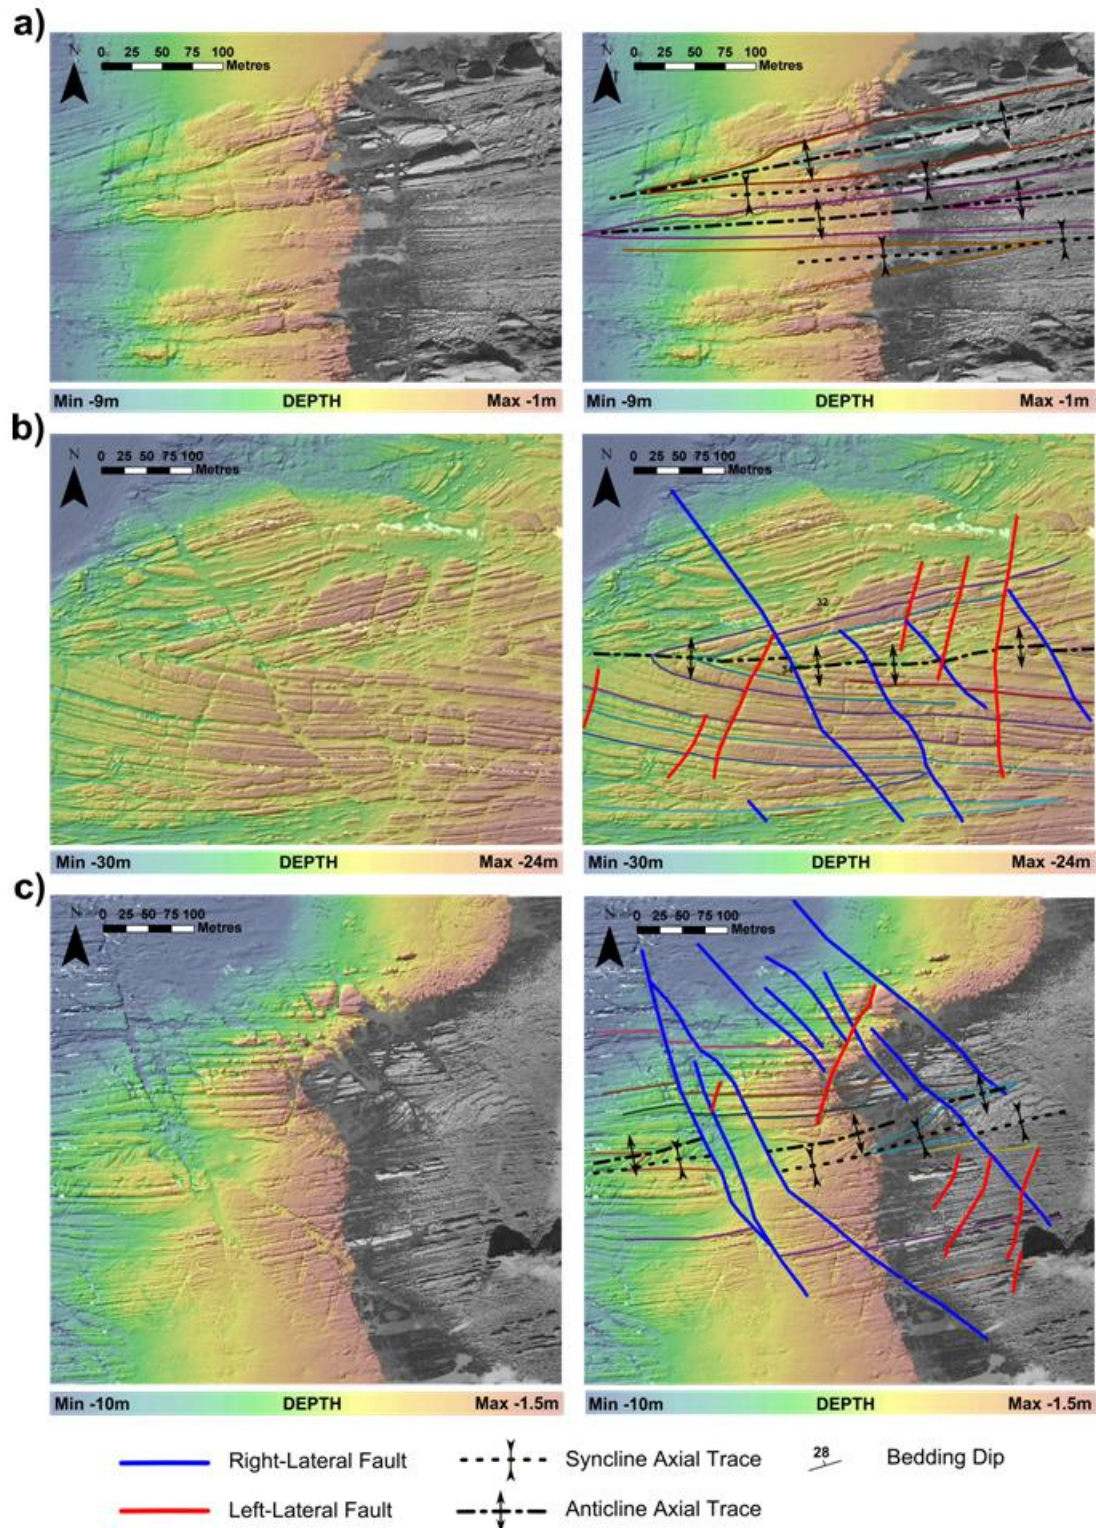 a)
N
0 25 50 75 100
Metres
N
0 25 50 75 100
Metres
Min -9m DEPTH Max -1m
Min -9m DEPTH Max -1m
b)
N
0 25 50 75 100
Metres
N
0 25 50 75 100
Metres
32
Min -30m DEPTH Max -24m
Min -30m DEPTH Max -24m
c)
N
0 25 50 75 100
Metres
N
0 25 50 75 100
Metres
Min -10m DEPTH Max -1.5m
Min -10m DEPTH Max -1.5m
Right-Lateral Fault
Syncline Axial Trace
28
Bedding Dip
Left-Lateral Fault
Anticline Axial Trace